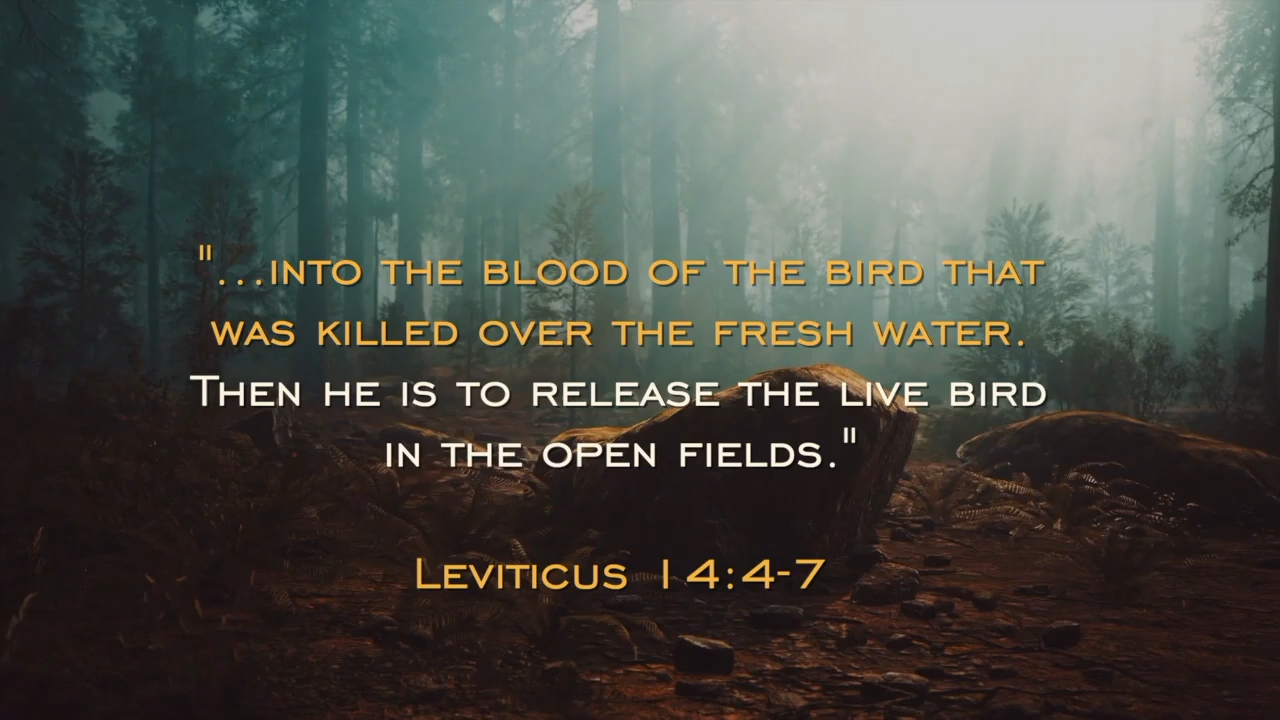 "...INTO THE BLOOD OF THE BIRD THAT
WAS KILLED OVER THE FRESH WATER.
THEN HE IS TO RELEASE THE LIVE BIRD
IN THE OPEN FIELDS."
LEVITICUS 14:4-7